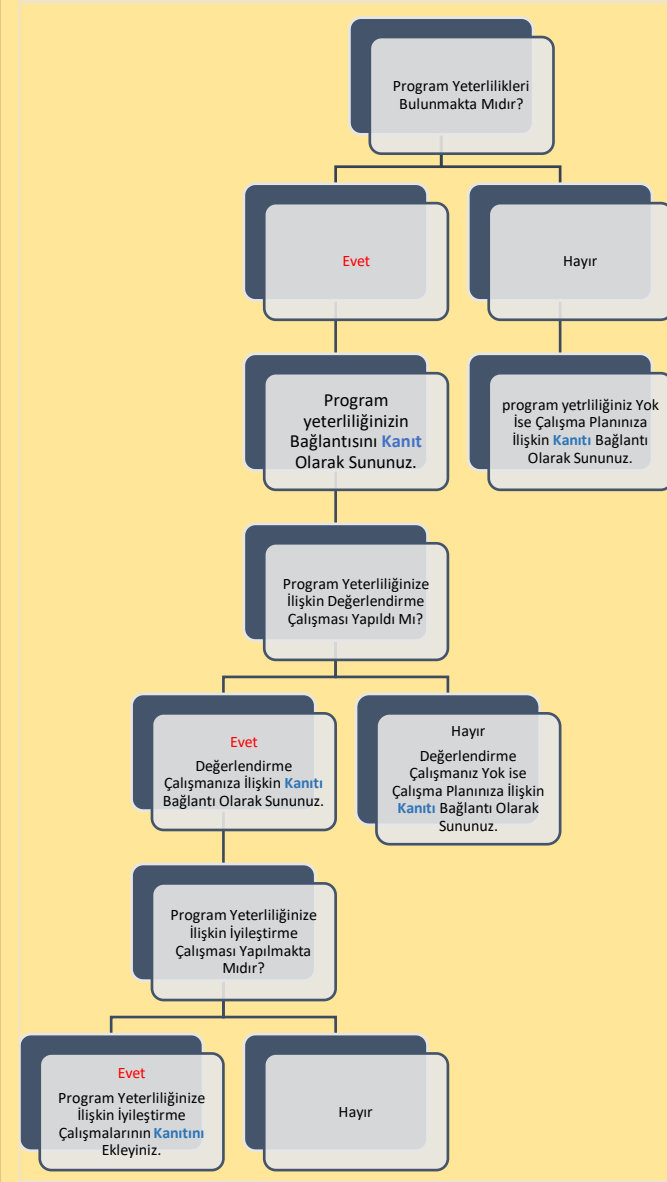 Program Yeterlilikleri
Bulunmakta Mıdır?
Evet
Hayır
Program
yeterliliğinizin
Bağlantısını Kanıt
Olarak Sununuz.
program yetrliliğiniz Yok
İse Çalışma Planınıza
İlişkin Kanıtı Bağlantı
Olarak Sununuz.
Program Yeterliliğinize
İlişkin Değerlendirme
Çalışması Yapıldı Mı?
Evet
Değerlendirme
Çalışmanıza İlişkin Kanıtı
Bağlantı Olarak Sununuz.
Hayır
Değerlendirme
Çalışmanız Yok ise
Çalışma Planınıza İlişkin
Kanıtı Bağlantı Olarak
Sununuz.
Program Yeterliliğinize
İlişkin İyileştirme
Çalışması Yapılmakta
Mıdır?
Evet
Program Yeterliliğinize
İlişkin İyileştirme
Çalışmalarının Kanıtını
Ekleyiniz.
Hayır